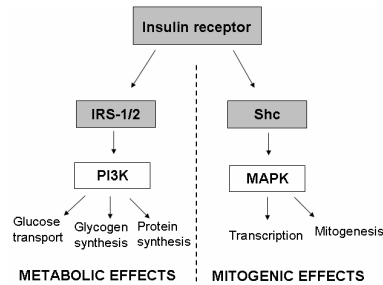 Insulin receptor
IRS-1/2
Shc
PI3K
MAPK
Glucose
transport
Glycogen
synthesis
Protein
synthesis
Transcription
Mitogenesis
METABOLIC EFFECTS
MITOGENIC EFFECTS